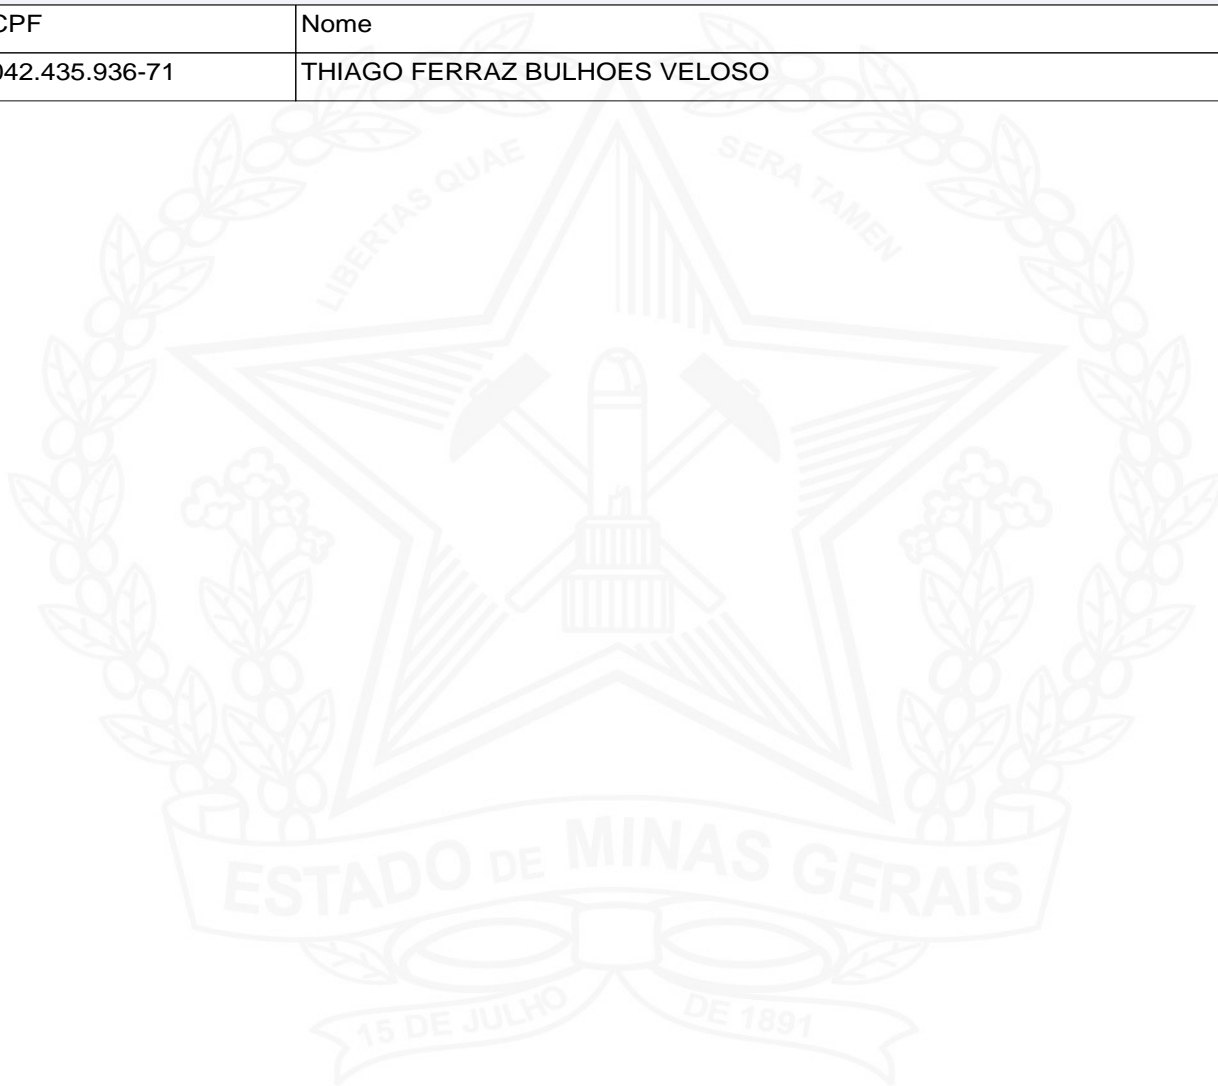 CPF Nome
042.435.936-71 THIAGO FERRAZ BULHOES VELOSO
LIBERTAS QUAE SERA TAMEN
ESTADO DE MINAS GERAIS
15 DE JULHO DE 1891